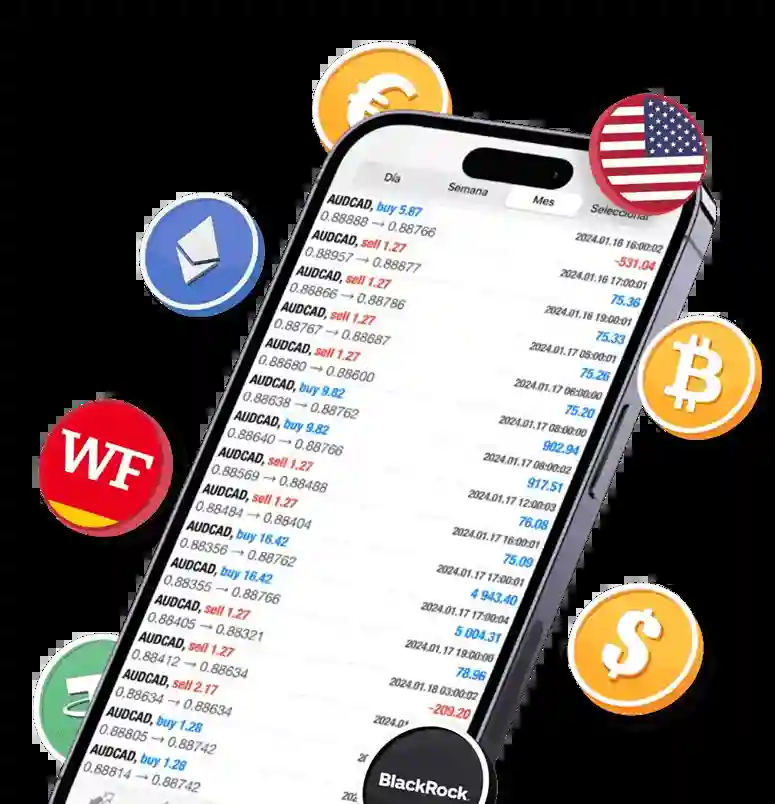 Día
Semana
Mes
Seleccionar
AUDCAD, buy 5.87
2024.01.16 16:00:02
0.88888 → 0.88766
-531.04
AUDCAD, sell 1.27
2024.01.16 17:00:01
0.88957 → 0.88877
75.36
AUDCAD, sell 1.27
2024.01.16 19:00:01
0.88866 → 0.88786
75.33
AUDCAD, sell 1.27
2024.01.17 05:00:01
0.88767 → 0.88687
75.26
AUDCAD, sell 1.27
2024.01.17 06:00:00
0.88680 → 0.88600
75.20
AUDCAD, buy 9.82
2024.01.17 08:00:01
0.88638 → 0.88762
902.94
AUDCAD, buy 9.82
2024.01.17 08:00:02
0.88640 → 0.88766
917.51
AUDCAD, sell 1.27
2024.01.17 12:00:03
0.88569 → 0.88488
76.08
AUDCAD, sell 1.27
2024.01.17 16:00:01
0.88484 → 0.88404
75.09
AUDCAD, buy 16.42
2024.01.17 17:00:01
0.88356 → 0.88762
4 943.40
AUDCAD, buy 16.42
2024.01.17 17:00:04
0.88355 → 0.88766
5 004.31
AUDCAD, sell 1.27
2024.01.17 19:00:00
0.88405 → 0.88321
78.96
AUDCAD, sell 1.27
2024.01.18 03:00:02
0.88412 → 0.88634
-209.20
AUDCAD, sell 2.17
0.88634 → 0.88634
AUDCAD, buy 1.28
0.88805 → 0.88742
AUDCAD, buy 1.28
0.88814 → 0.88742
WF
BlackRock